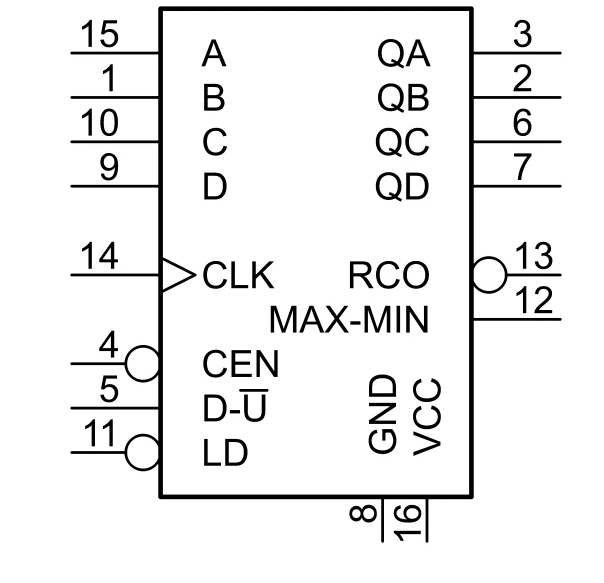 15 A QA 3
1 B QB 2
10 C QC 6
9 D QD 7
14 CLK RCO 13
MAX-MIN 12
4 CEN
5 D-U̅
11 LD
GND
VCC
8
16